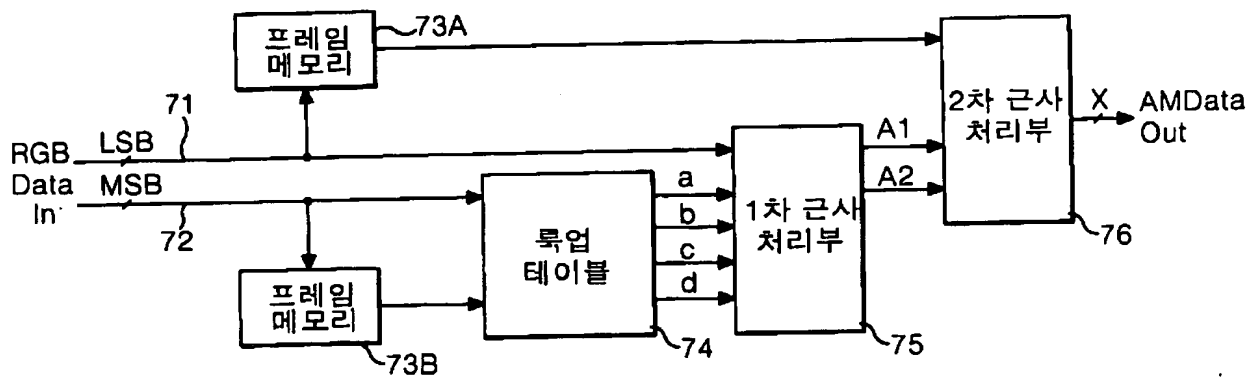 프레임
메모리
73A
71
RGB
Data
In
LSB
MSB
72
프레임
메모리
73B
룩업
테이블
74
a
b
c
d
1차 근사
처리부
75
A1
A2
2차 근사
처리부
76
X
AMData
Out